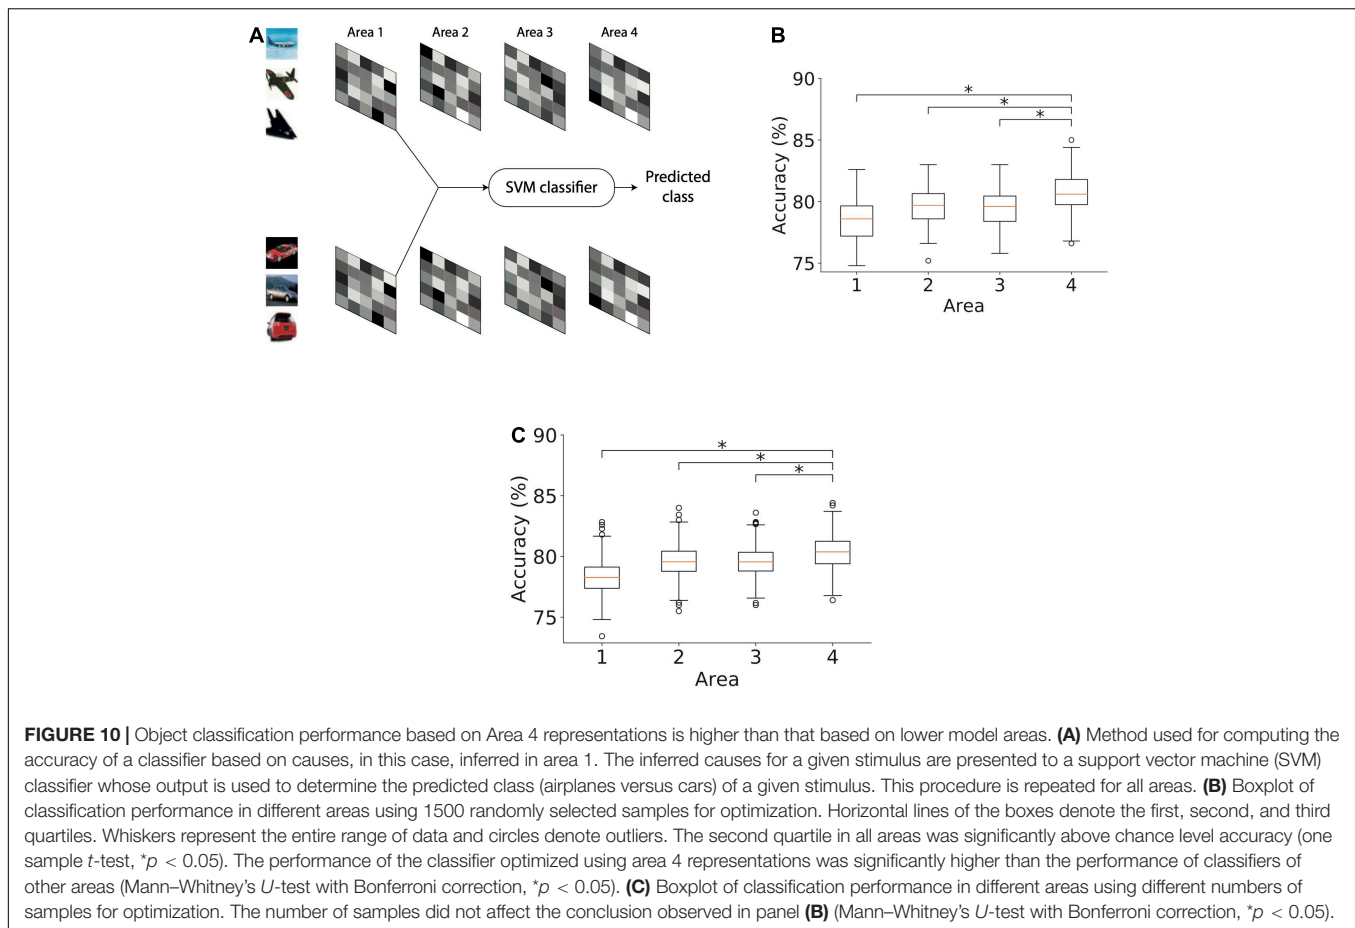 A
Area 1
Area 2
Area 3
Area 4
SVM classifier
Predicted
class
B
90
85
80
75
Accuracy (%)
*
*
*
1 2 3 4
Area
C
90
85
80
75
Accuracy (%)
*
*
*
1 2 3 4
Area
FIGURE 10 | Object classification performance based on Area 4 representations is higher than that based on lower model areas. (A) Method used for computing the
accuracy of a classifier based on causes, in this case, inferred in area 1. The inferred causes for a given stimulus are presented to a support vector machine (SVM)
classifier whose output is used to determine the predicted class (airplanes versus cars) of a given stimulus. This procedure is repeated for all areas. (B) Boxplot of
classification performance in different areas using 1500 randomly selected samples for optimization. Horizontal lines of the boxes denote the first, second, and third
quartiles. Whiskers represent the entire range of data and circles denote outliers. The second quartile in all areas was significantly above chance level accuracy (one
sample t-test, *p < 0.05). The performance of the classifier optimized using area 4 representations was significantly higher than the performance of classifiers of
other areas (Mann–Whitney's U-test with Bonferroni correction, *p < 0.05). (C) Boxplot of classification performance in different areas using different numbers of
samples for optimization. The number of samples did not affect the conclusion observed in panel (B) (Mann–Whitney's U-test with Bonferroni correction, *p < 0.05).